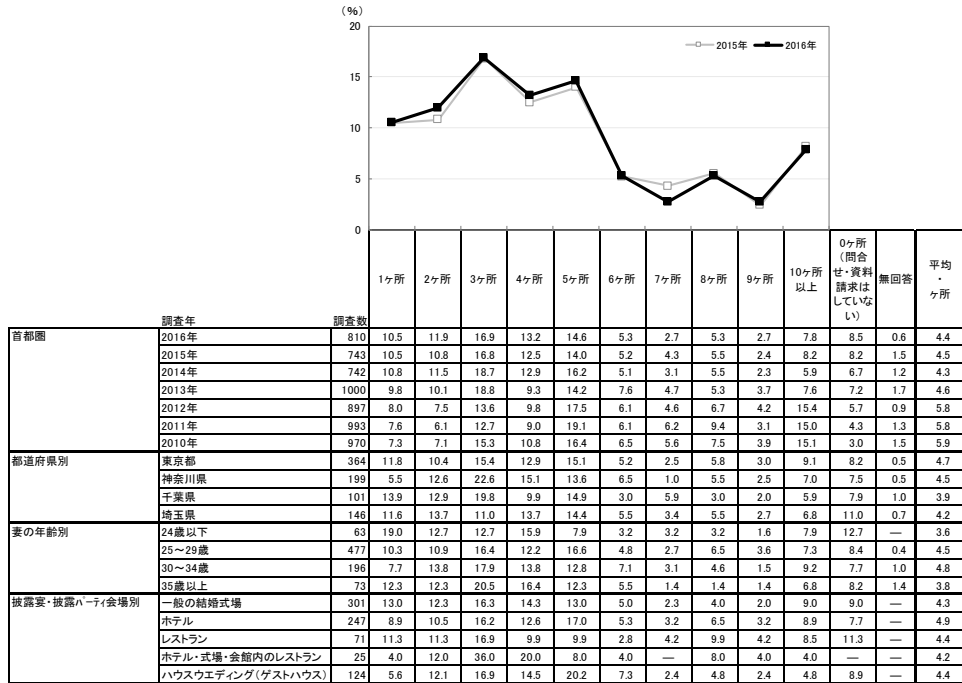 （％）
20
15
10
5
0
2015年 2016年
調査年 調査数 1ヶ所 2ヶ所 3ヶ所 4ヶ所 5ヶ所 6ヶ所 7ヶ所 8ヶ所 9ヶ所 10ヶ所以上 0ヶ所（問合せ・資料請求はしていない） 無回答 平均・ヶ所
首都圏 2016年 810 10.5 11.9 16.9 13.2 14.6 5.3 2.7 5.3 2.7 7.8 8.5 0.6 4.4
2015年 743 10.5 10.8 16.8 12.5 14.0 5.2 4.3 5.5 2.4 8.2 8.2 1.5 4.5
2014年 742 10.8 11.5 18.7 12.9 16.2 5.1 3.1 5.5 2.3 5.9 6.7 1.2 4.3
2013年 1000 9.8 10.1 18.8 9.3 14.2 7.6 4.7 5.3 3.7 7.6 7.2 1.7 4.6
2012年 897 8.0 7.5 13.6 9.8 17.5 6.1 4.6 6.7 4.2 15.4 5.7 0.9 5.8
2011年 993 7.6 6.1 12.7 9.0 19.1 6.1 6.2 9.4 3.1 15.0 4.3 1.3 5.8
2010年 970 7.3 7.1 15.3 10.8 16.4 6.5 5.6 7.5 3.9 15.1 3.0 1.5 5.9
都道府県別 東京都 364 11.8 10.4 15.4 12.9 15.1 5.2 2.5 5.8 3.0 9.1 8.2 0.5 4.7
神奈川県 199 5.5 12.6 22.6 15.1 13.6 6.5 1.0 5.5 2.5 7.0 7.5 0.5 4.5
千葉県 101 13.9 12.9 19.8 9.9 14.9 3.0 5.9 3.0 2.0 5.9 7.9 1.0 3.9
埼玉県 146 11.6 13.7 11.0 13.7 14.4 5.5 3.4 5.5 2.7 6.8 11.0 0.7 4.2
妻の年齢別 24歳以下 63 19.0 12.7 12.7 15.9 7.9 3.2 3.2 3.2 1.6 7.9 12.7 — 3.6
25～29歳 477 10.3 10.9 16.4 12.2 16.6 4.8 2.7 6.5 3.6 7.3 8.4 0.4 4.5
30～34歳 196 7.7 13.8 17.9 13.8 12.8 7.1 3.1 4.6 1.5 9.2 7.7 1.0 4.8
35歳以上 73 12.3 12.3 20.5 16.4 12.3 5.5 1.4 1.4 1.4 6.8 8.2 1.4 3.8
披露宴・披露ﾊﾟｰﾃｨ会場別 一般の結婚式場 301 13.0 12.3 16.3 14.3 13.0 5.0 2.3 4.0 2.0 9.0 9.0 — 4.3
ホテル 247 8.9 10.5 16.2 12.6 17.0 5.3 3.2 6.5 3.2 8.9 7.7 — 4.9
レストラン 71 11.3 11.3 16.9 9.9 9.9 2.8 4.2 9.9 4.2 8.5 11.3 — 4.4
ホテル・式場・会館内のレストラン 25 4.0 12.0 36.0 20.0 8.0 4.0 — 8.0 4.0 4.0 — — 4.2
ハウスウエディング（ゲストハウス） 124 5.6 12.1 16.9 14.5 20.2 7.3 2.4 4.8 2.4 4.8 8.9 — 4.4